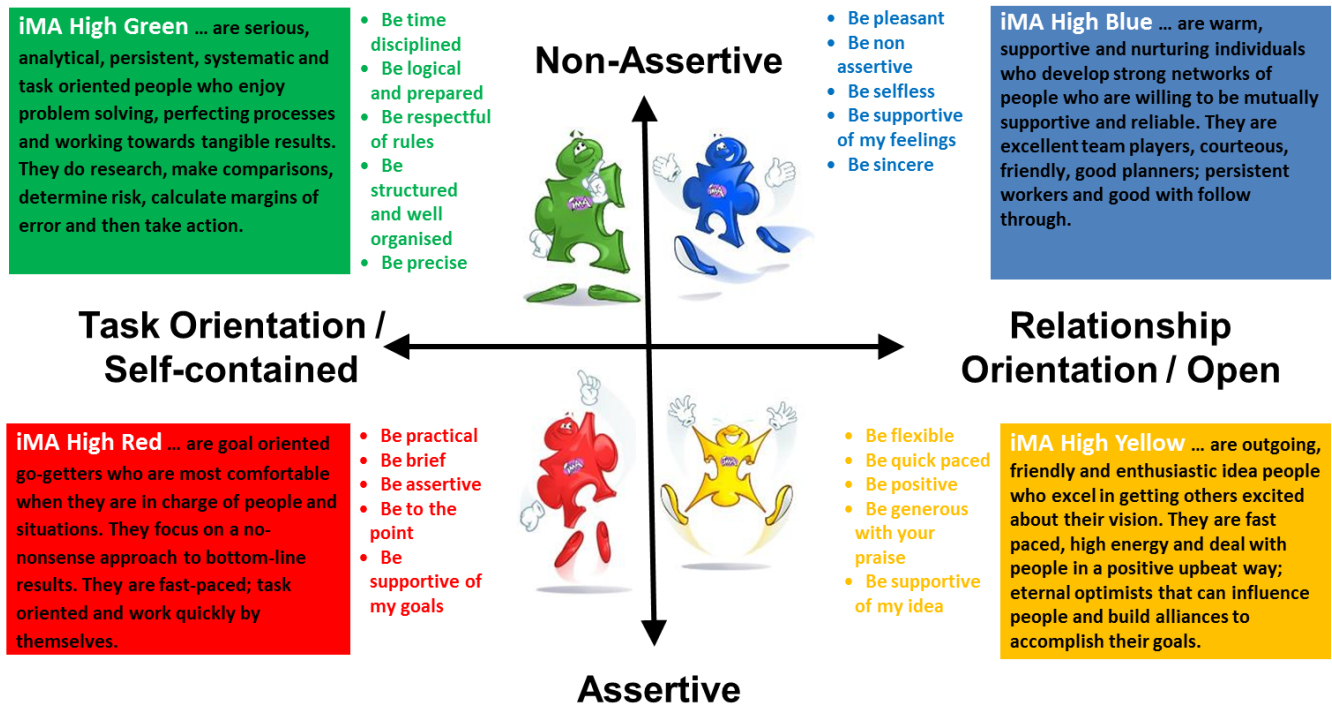 iMA High Green ... are serious,
analytical, persistent, systematic and
task oriented people who enjoy
problem solving, perfecting processes
and working towards tangible results.
They do research, make comparisons,
determine risk, calculate margins of
error and then take action.
• Be time
disciplined
• Be logical
and prepared
• Be respectful
of rules
• Be
structured
and well
organised
• Be precise
Non-Assertive
• Be pleasant
• Be non
assertive
• Be selfless
• Be supportive
of my feelings
• Be sincere
iMA High Blue ... are warm,
supportive and nurturing individuals
who develop strong networks of
people who are willing to be mutually
supportive and reliable. They are
excellent team players, courteous,
friendly, good planners; persistent
workers and good with follow
through.
iMA
iMA
Task Orientation /
Self-contained
Relationship
Orientation / Open
iMA High Red ... are goal oriented
go-getters who are most comfortable
when they are in charge of people and
situations. They focus on a no-
nonsense approach to bottom-line
results. They are fast-paced; task
oriented and work quickly by
themselves.
• Be practical
• Be brief
• Be assertive
• Be to the
point
• Be
supportive of
my goals
iMA
iMA
• Be flexible
• Be quick paced
• Be positive
• Be generous
with your
praise
• Be supportive
of my idea
iMA High Yellow ... are outgoing,
friendly and enthusiastic idea people
who excel in getting others excited
about their vision. They are fast
paced, high energy and deal with
people in a positive upbeat way;
eternal optimists that can influence
people and build alliances to
accomplish their goals.
Assertive